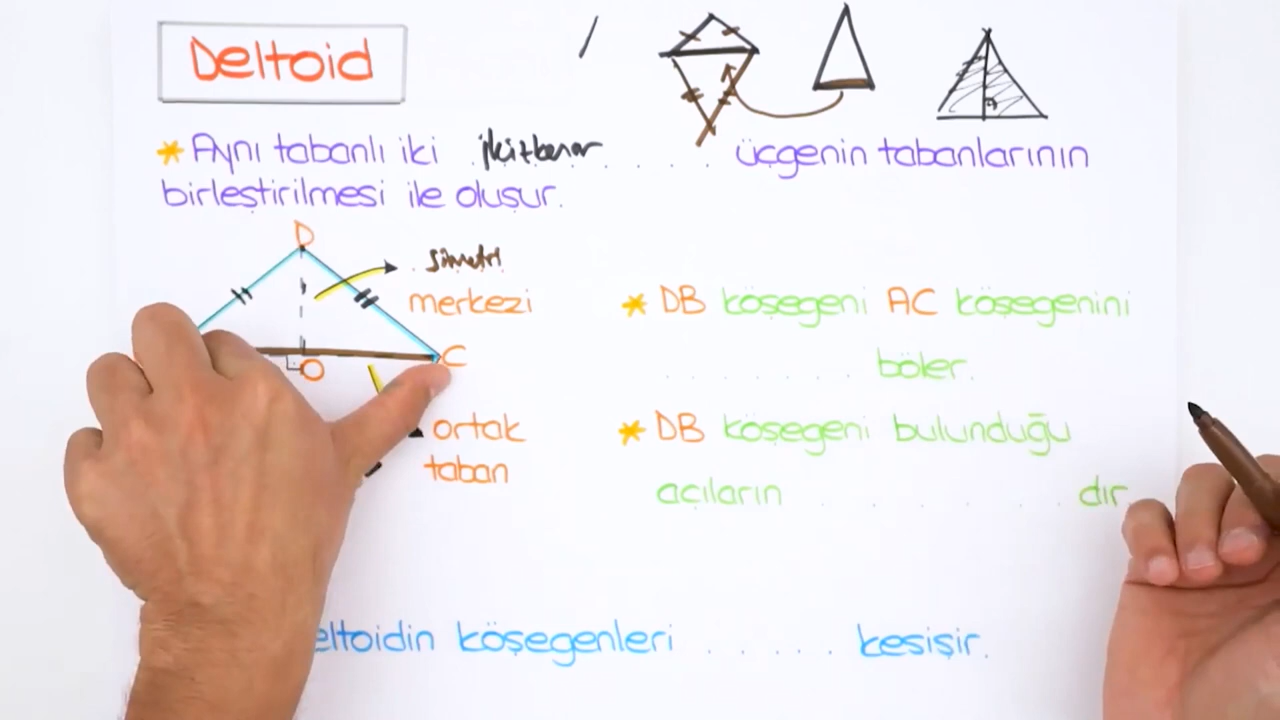 Deltoid
* Aynı tabanlı iki ikizkenar . . . . üçgenin tabanlarının
birleştirilmesi ile oluşur.
D
simetri
merkezi
C
O
ortak
taban
* DB köşegeni AC köşegenini
. . . . . . . böler.
* DB köşegeni bulunduğu
açıların . . . . . dır.
eltoidin köşegenleri . . . . . kesişir.